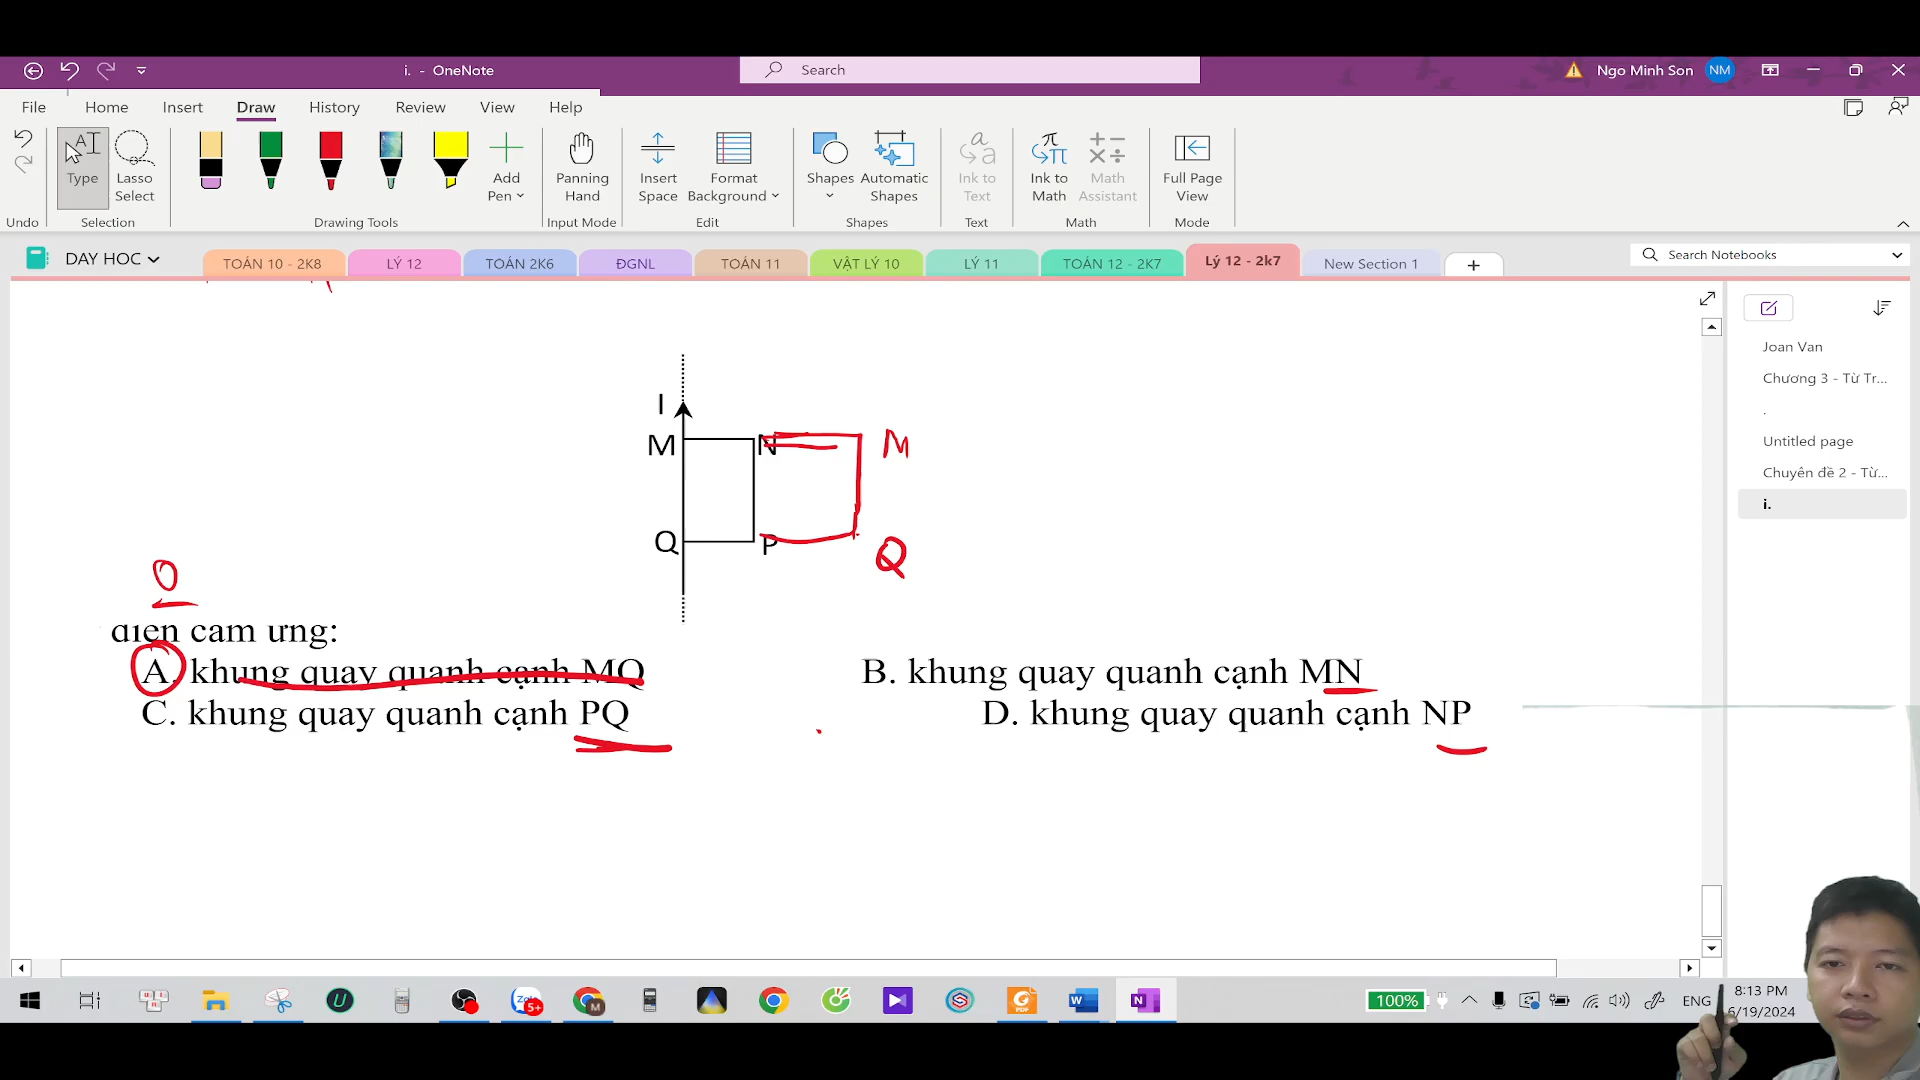 i. - OneNote
Search
Ngo Minh Son
NM
File
Home
Insert
Draw
History
Review
View
Help
Type
Lasso
Select
Add
Pen
Panning
Hand
Insert
Space
Format
Background
Shapes
Automatic
Shapes
Ink to
Text
Ink to
Math
Math
Assistant
Full Page
View
Undo
Selection
Drawing Tools
Input Mode
Edit
Shapes
Text
Math
Mode
DAY HOC
TOÁN 10 - 2K8
LÝ 12
TOÁN 2K6
ĐGNL
TOÁN 11
VẬT LÝ 10
LÝ 11
TOÁN 12 - 2K7
Lý 12 - 2k7
New Section 1
+
Search Notebooks
Joan Van
Chương 3 - Từ Tr...
.
Untitled page
Chuyên đề 2 - Từ...
i.
I
M
N
M
Q
P
Q
0
điện cảm ứng:
A. khung quay quanh cạnh MQ
B. khung quay quanh cạnh MN
C. khung quay quanh cạnh PQ
D. khung quay quanh cạnh NP
100%
ENG
8:13 PM
6/19/2024